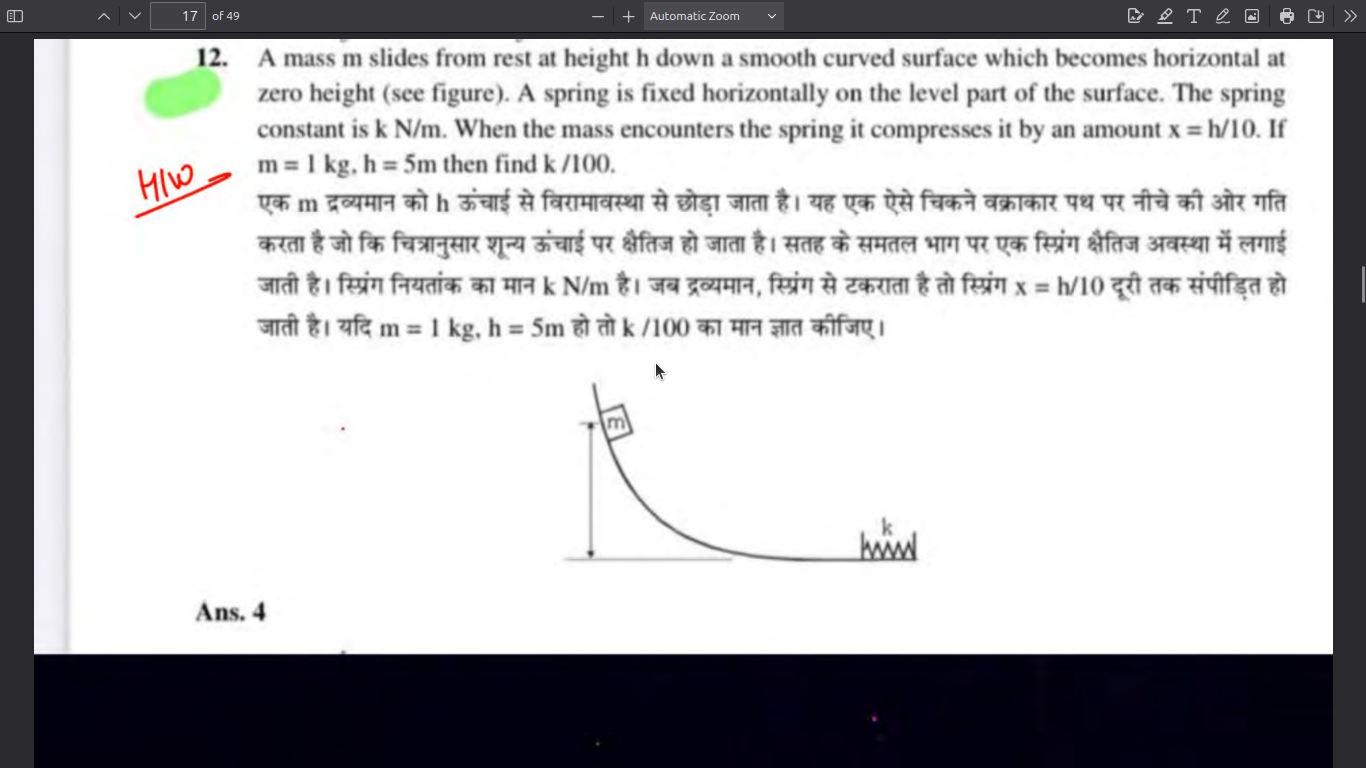 17 of 49 Automatic Zoom
12. A mass m slides from rest at height h down a smooth curved surface which becomes horizontal at
zero height (see figure). A spring is fixed horizontally on the level part of the surface. The spring
constant is k N/m. When the mass encounters the spring it compresses it by an amount x = h/10. If
m = 1 kg, h = 5m then find k /100.
H/W
एक m द्रव्यमान को h ऊंचाई से विरामावस्था से छोड़ा जाता है। यह एक ऐसे चिकने वक्राकार पथ पर नीचे की ओर गति
करता है जो कि चित्रानुसार शून्य ऊंचाई पर क्षैतिज हो जाता है। सतह के समतल भाग पर एक स्प्रिंग क्षैतिज अवस्था में लगाई
जाती है। स्प्रिंग नियतांक का मान k N/m है। जब द्रव्यमान, स्प्रिंग से टकराता है तो स्प्रिंग x = h/10 दूरी तक संपीड़ित हो
जाती है। यदि m = 1 kg, h = 5m हो तो k /100 का मान ज्ञात कीजिए।
m
k
Ans. 4